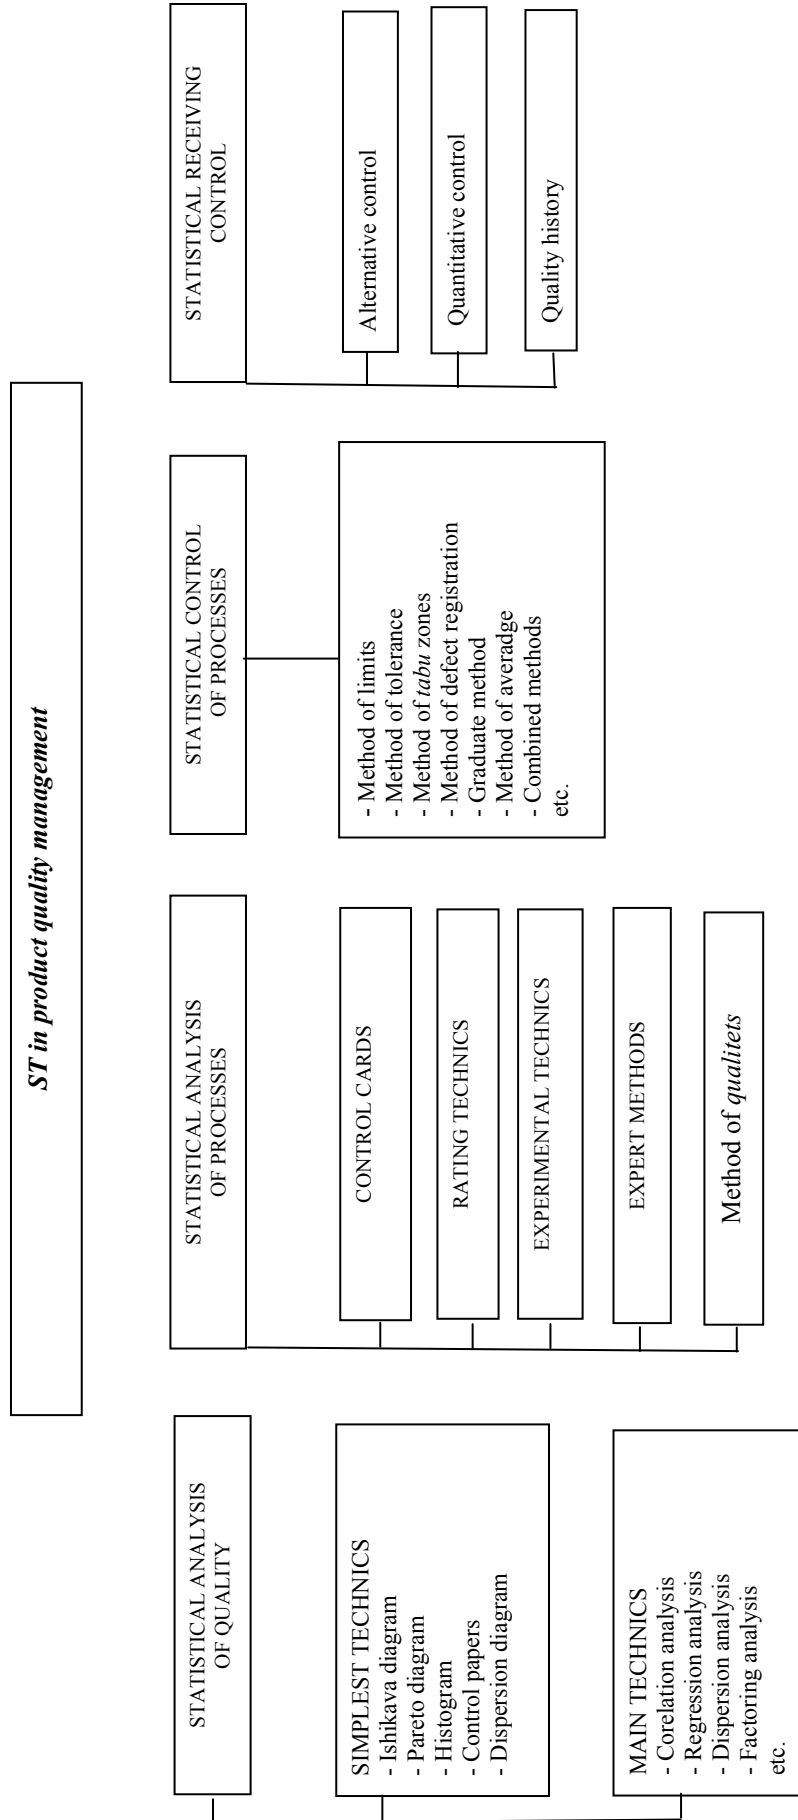 ST in product quality management
STATISTICAL ANALYSIS
OF QUALITY
SIMPLEST TECHNICS
- Ishikava diagram
- Pareto diagram
- Histogram
- Control papers
- Dispersion diagram
MAIN TECHNICS
- Corelation analysis
- Regression analysis
- Dispersion analysis
- Factoring analysis
etc.
STATISTICAL ANALYSIS
OF PROCESSES
CONTROL CARDS
RATING TECHNICS
EXPERIMENTAL TECHNICS
EXPERT METHODS
Method of qualitets
STATISTICAL CONTROL
OF PROCESSES
- Method of limits
- Method of tolerance
- Method of tabu zones
- Method of defect registration
- Graduate method
- Method of averadge
- Combined methods
etc.
STATISTICAL RECEIVING
CONTROL
Alternative control
Quantitative control
Quality history